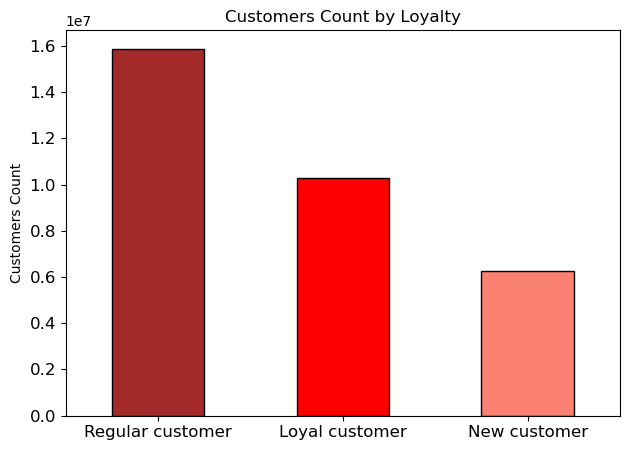 Customers Count by Loyalty
1e7
1.6
1.4
1.2
1.0
0.8
0.6
0.4
0.2
0.0
Customers Count
Regular customer
Loyal customer
New customer